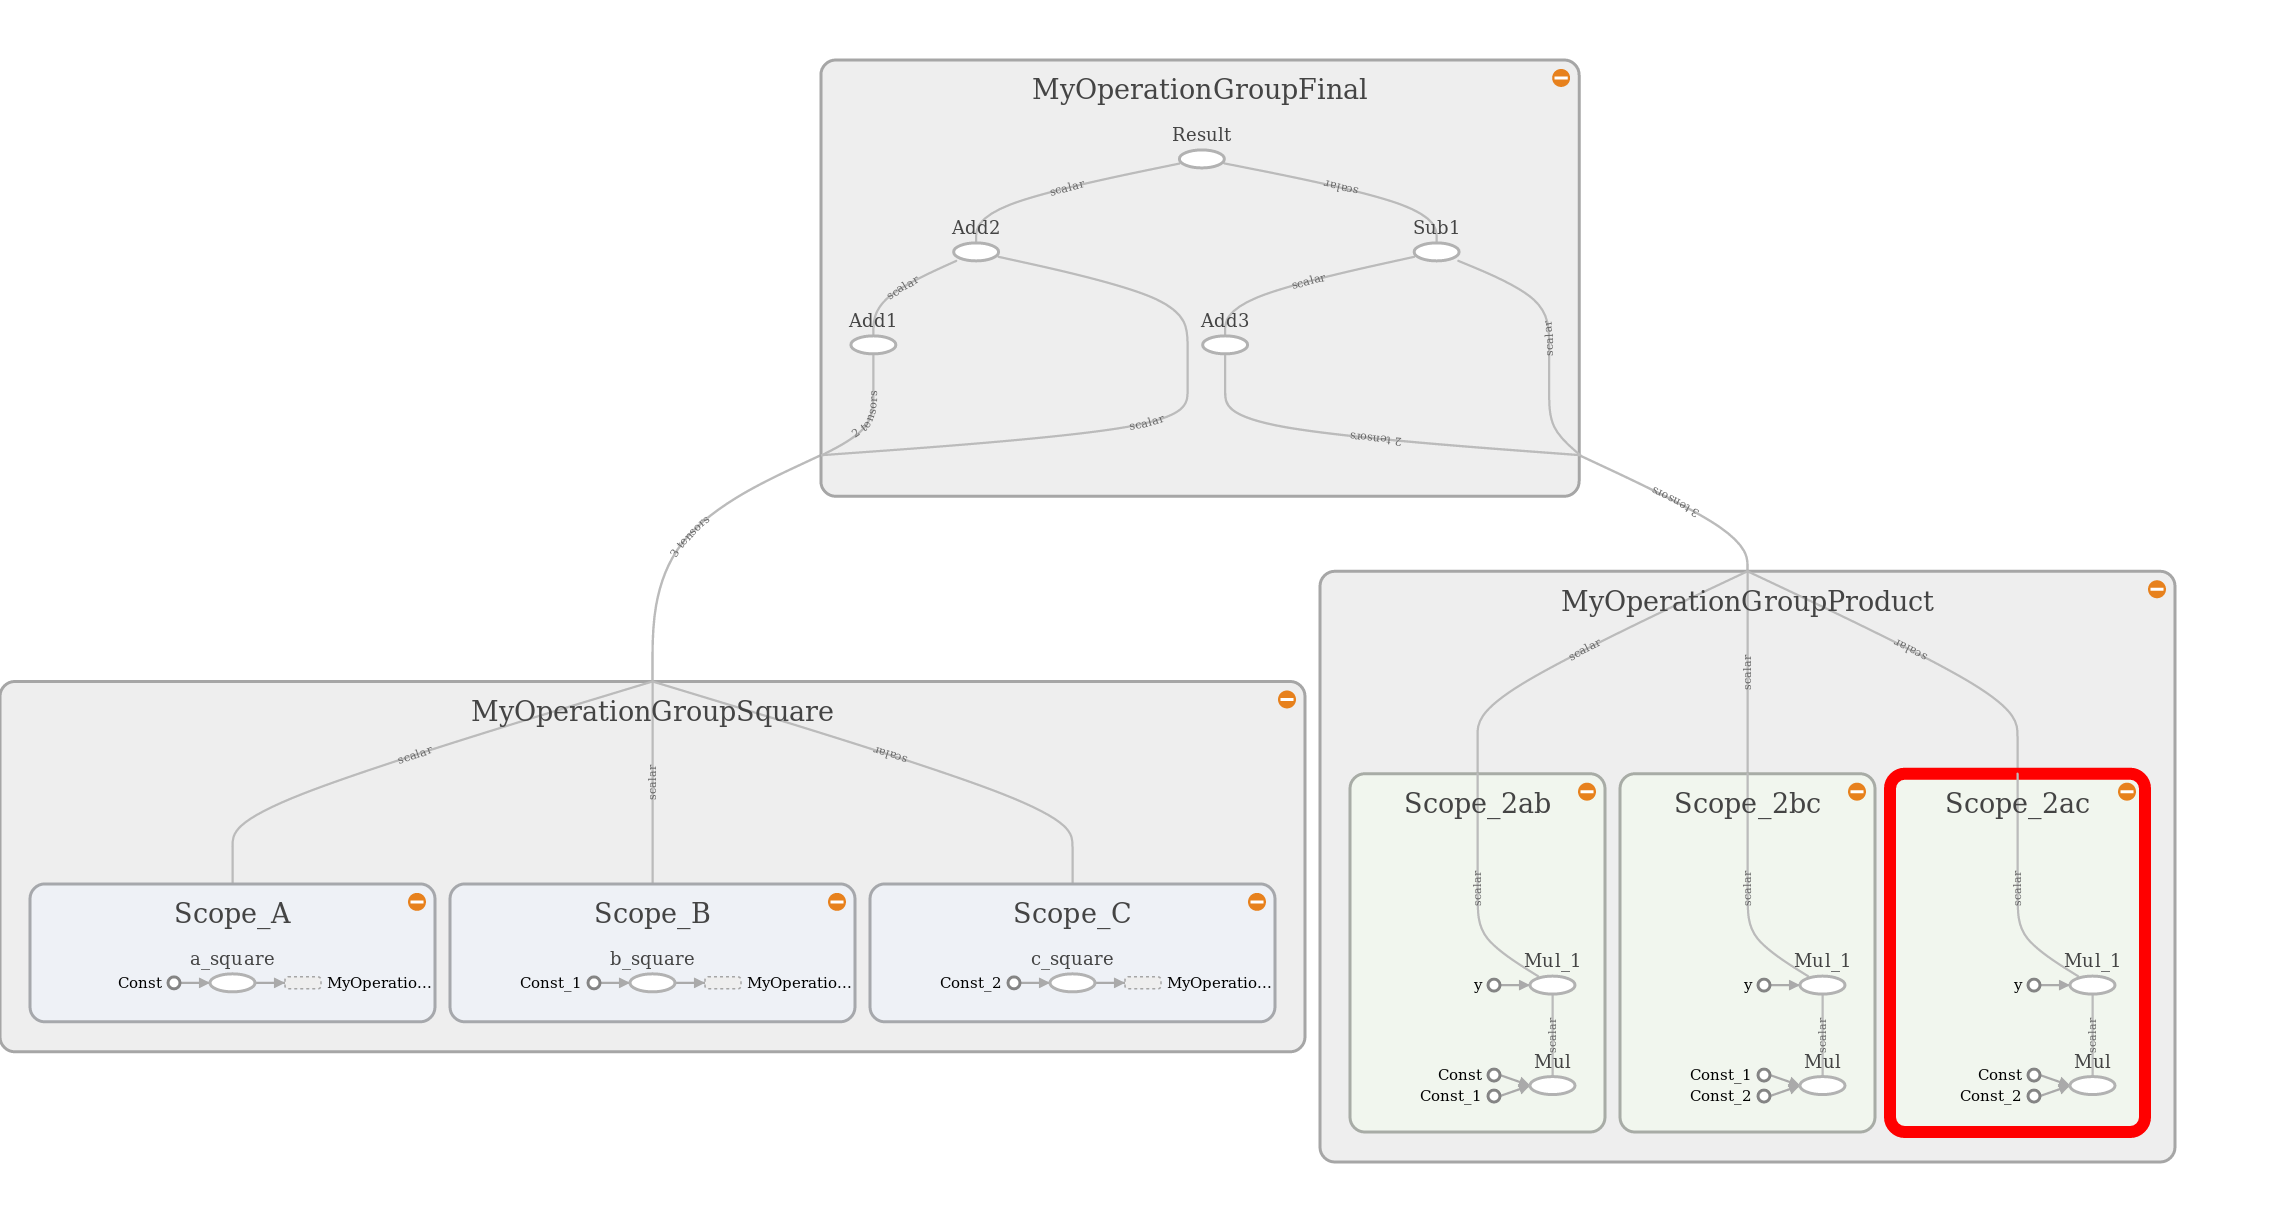 MyOperationGroupFinal
Result
scalar
scalar
Add2
Sub1
scalar
scalar
Add1
Add3
scalar
2 tensors
scalar
2 tensors
3 tensors
3 tensors
MyOperationGroupProduct
scalar
scalar
scalar
MyOperationGroupSquare
scalar
scalar
scalar
Scope_2ab
Scope_2bc
Scope_2ac
scalar
scalar
scalar
Scope_A
Scope_B
Scope_C
a_square
b_square
c_square
Const
MyOperatio...
Const_1
MyOperatio...
Const_2
MyOperatio...
Mul_1
Mul_1
Mul_1
y
y
y
scalar
scalar
scalar
Mul
Mul
Mul
Const
Const_1
Const
Const_1
Const_2
Const_2